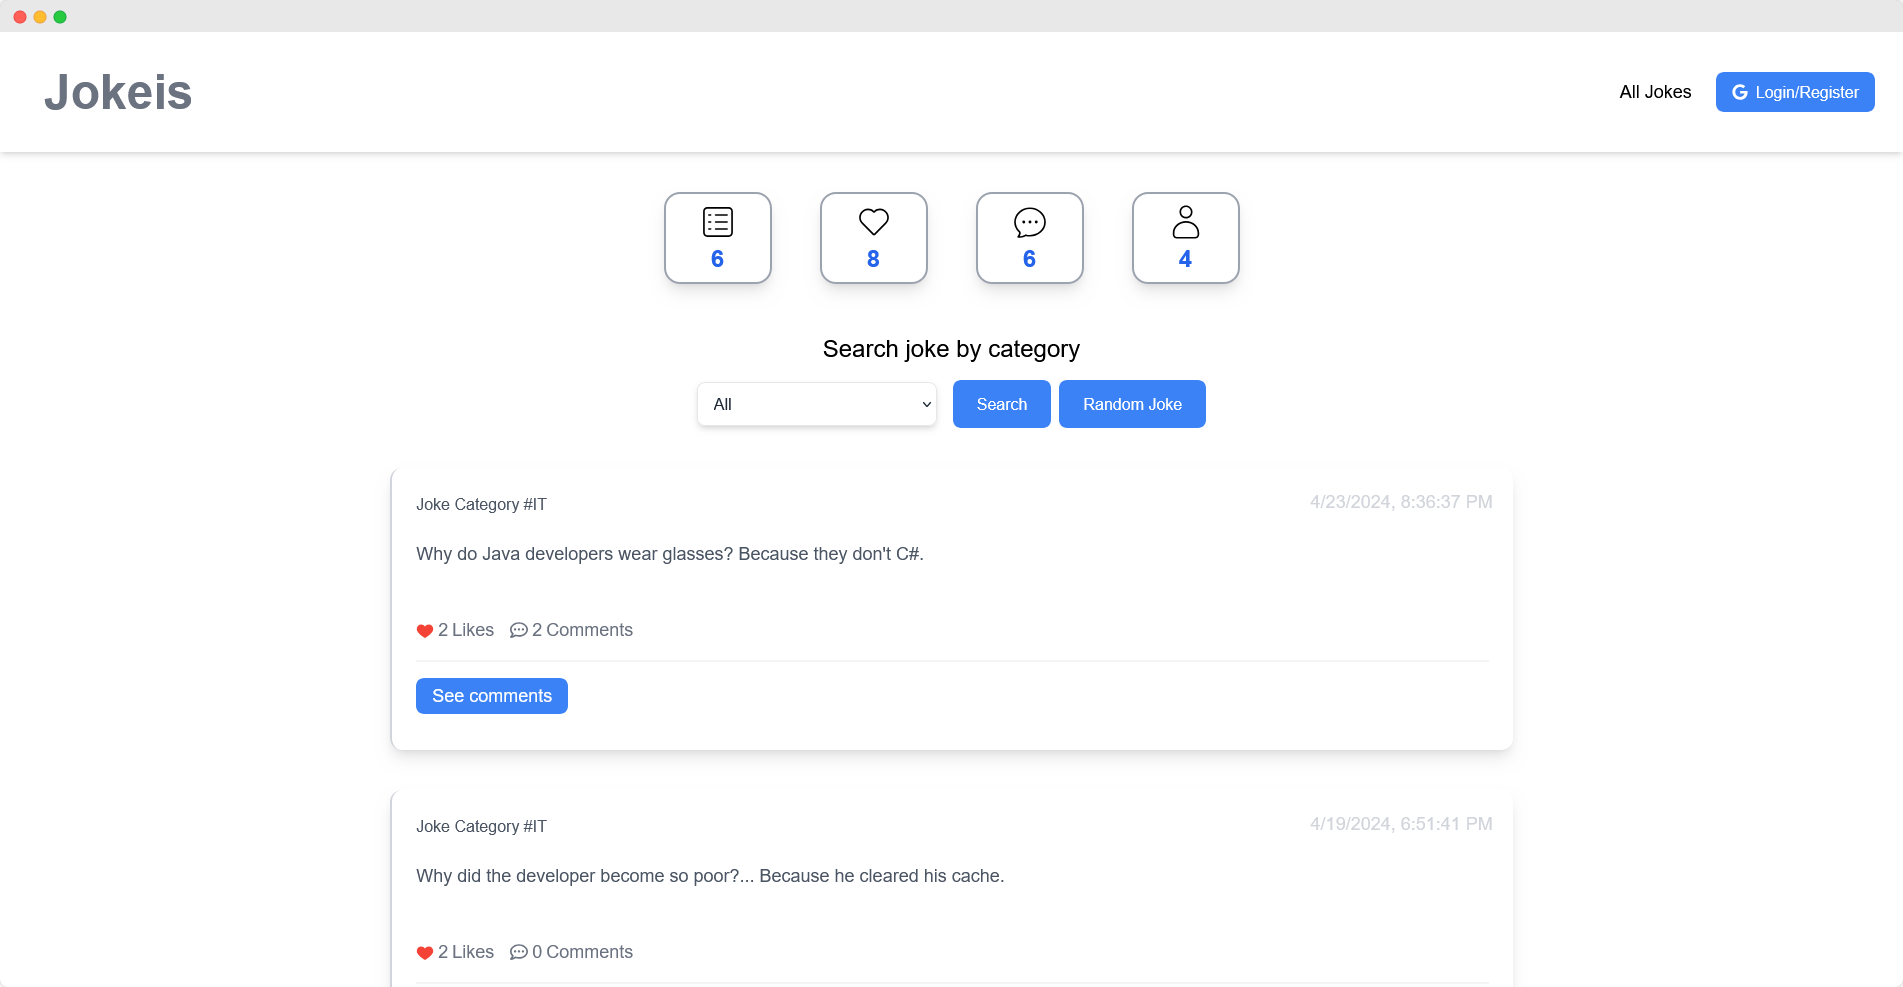 Jokeis
All Jokes
Login/Register
6
8
6
4
Search joke by category
All
Search
Random Joke
Joke Category #IT
4/23/2024, 8:36:37 PM
Why do Java developers wear glasses? Because they don't C#.
2 Likes
2 Comments
See comments
Joke Category #IT
4/19/2024, 6:51:41 PM
Why did the developer become so poor?... Because he cleared his cache.
2 Likes
0 Comments